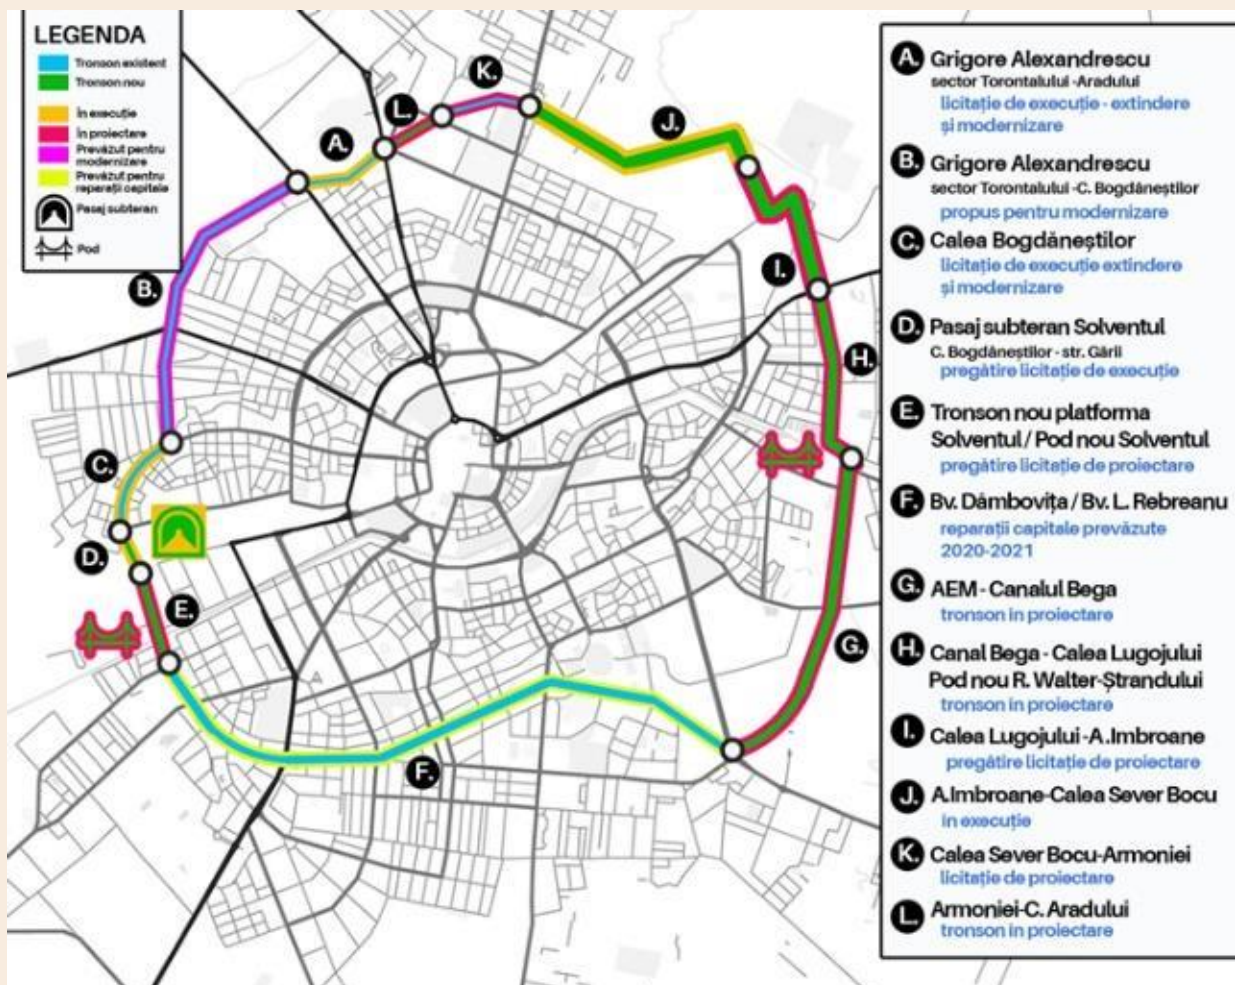 LEGENDA
Tronson existent
Tronson nou
În execuție
În proiectare
Prevăzut pentru
modernizare
Prevăzut pentru
reparații capitale
Pasaj subteran
Pod
A.
B.
C.
D.
E.
F.
G.
H.
I.
J.
K.
L.
A. Grigore Alexandrescu
sector Torontalului -Aradului
licitație de execuție - extindere
și modernizare
B. Grigore Alexandrescu
sector Torontalului -C. Bogdăneștilor
propus pentru modernizare
C. Calea Bogdăneștilor
licitație de execuție extindere
și modernizare
D. Pasaj subteran Solventul
C. Bogdăneștilor - str. Gării
pregătire licitație de execuție
E. Tronson nou platforma
Solventul / Pod nou Solventul
pregătire licitație de proiectare
F. Bv. Dâmbovița / Bv. L. Rebreanu
reparații capitale prevăzute
2020-2021
G. AEM - Canalul Bega
tronson in proiectare
H. Canal Bega - Calea Lugojului
Pod nou R. Walter-Ștrandului
tronson in proiectare
I. Calea Lugojului -A .Imbroane
pregătire licitație de proiectare
J. A.Imbroane-Calea Sever Bocu
in execuție
K. Calea Sever Bocu-Armoniei
licitație de proiectare
L. Armoniei-C. Aradului
tronson in proiectare